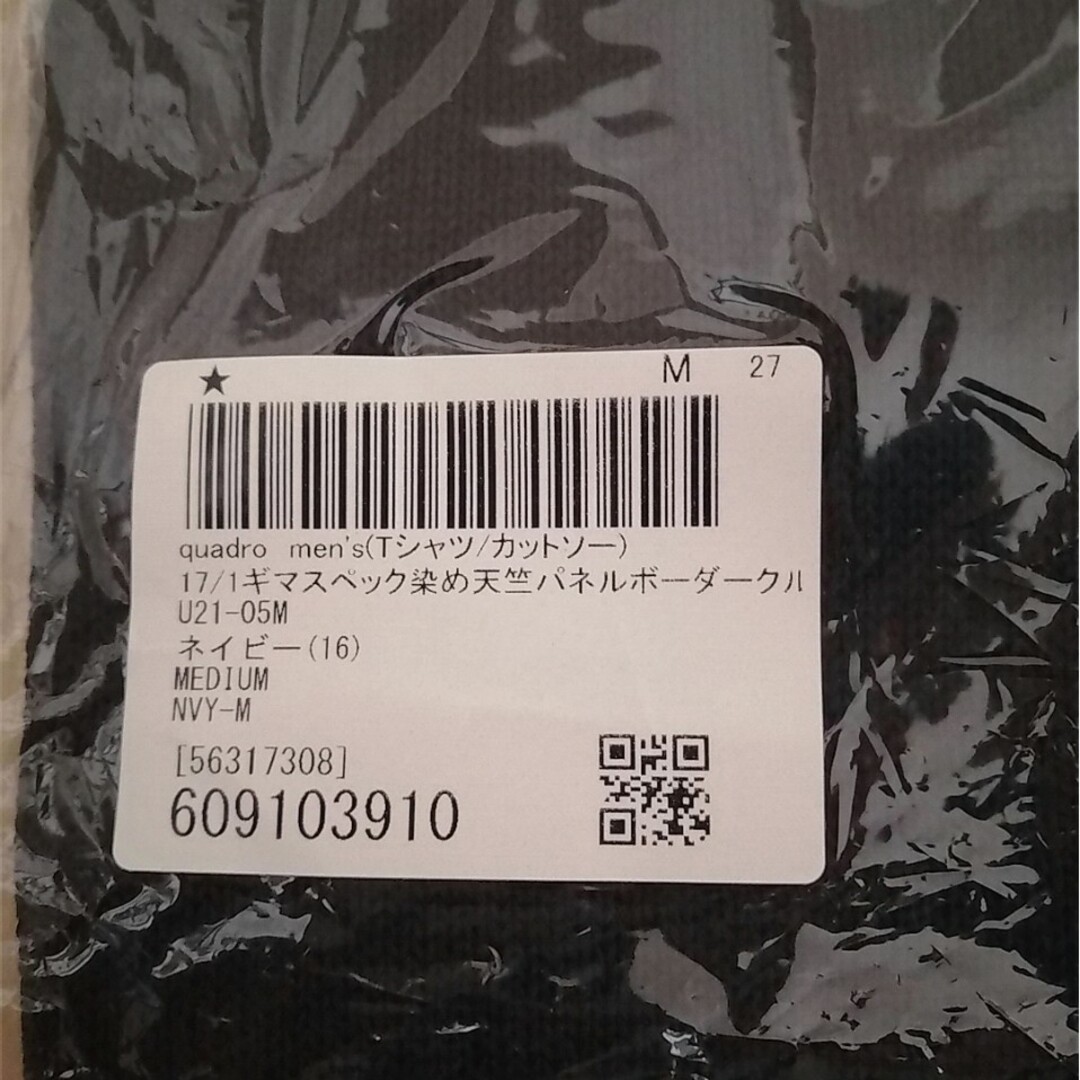 ★ M 27
quadro men's(Tシャツ/カットソー)
17/1ギマスペック染め天竺パネルボーダークル
U21-05M
ネイビー(16)
MEDIUM
NVY-M
[56317308]
609103910